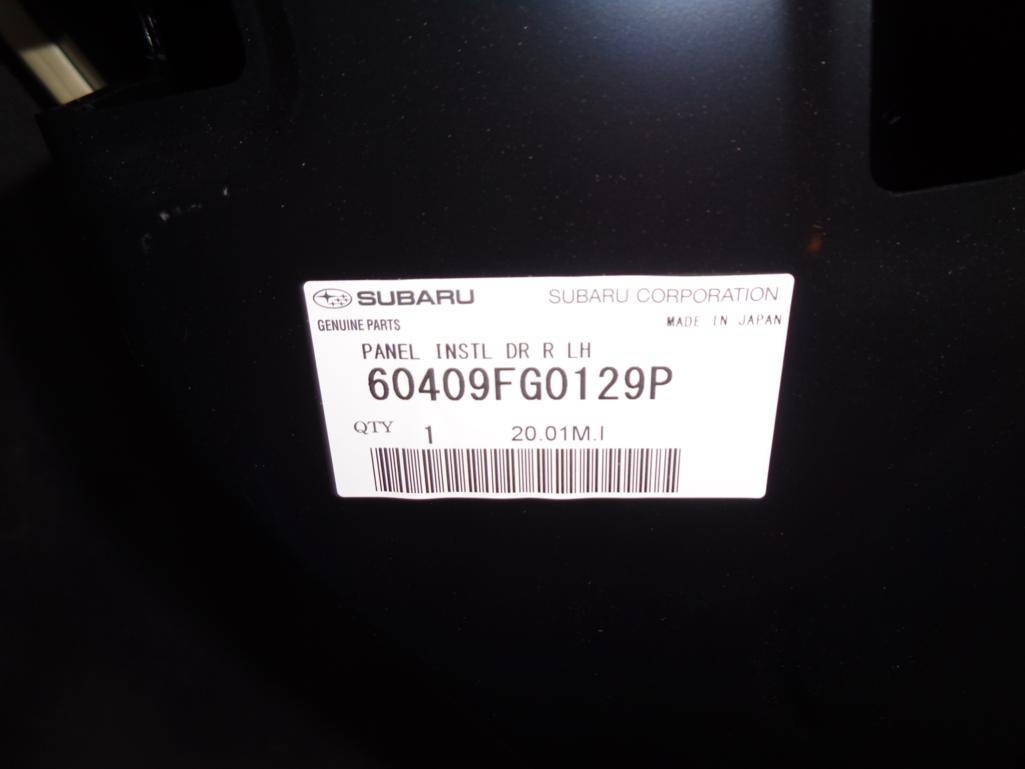 SUBARU SUBARU CORPORATION
GENUINE PARTS MADE IN JAPAN
PANEL INSTL DR R LH
60409FG0129P
QTY 1 20.01M.I